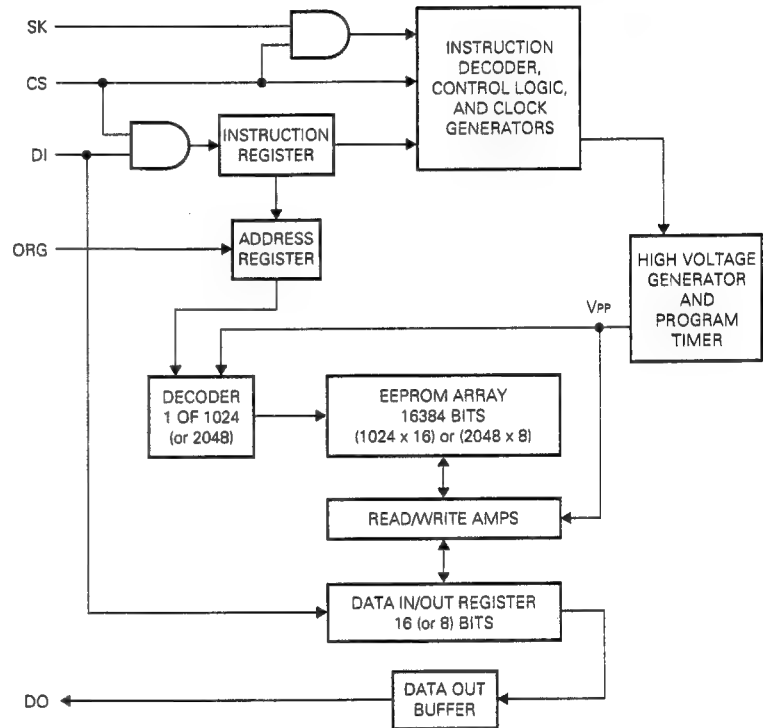 SK
CS
DI
ORG
INSTRUCTION
DECODER,
CONTROL LOGIC,
AND CLOCK
GENERATORS
INSTRUCTION
REGISTER
ADDRESS
REGISTER
HIGH VOLTAGE
GENERATOR
AND
PROGRAM
TIMER
VPP
DECODER
1 OF 1024
(or 2048)
EEPROM ARRAY
16384 BITS
(1024 x 16) or (2048 x 8)
READ/WRITE AMPS
DATA IN/OUT REGISTER
16 (or 8) BITS
DATA OUT
BUFFER
DO